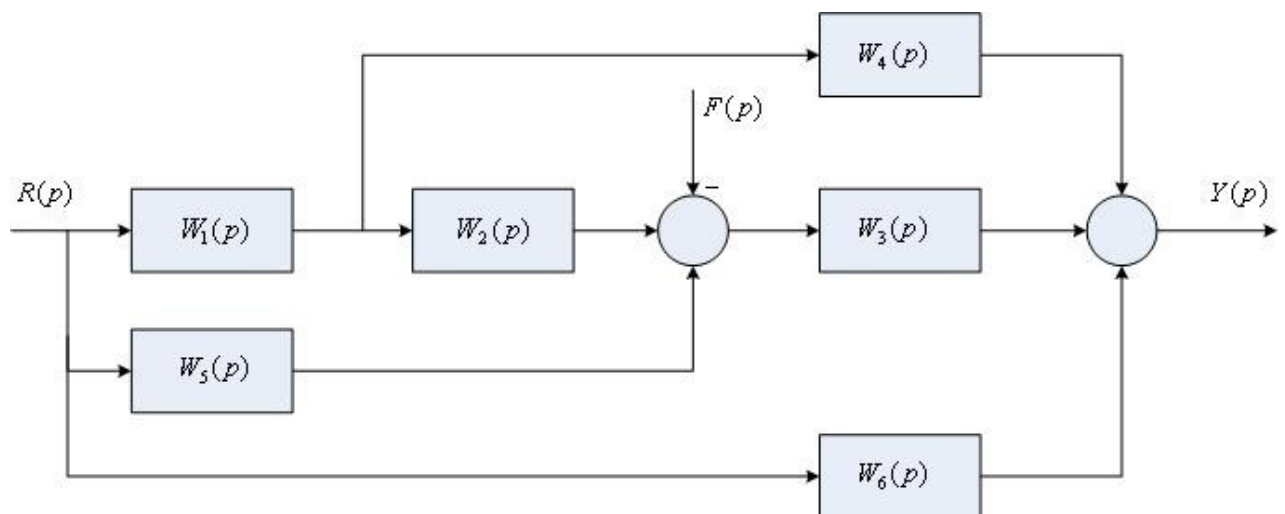 W₄(p)
F(p)
−
R(p)
W₁(p)
W₂(p)
W₃(p)
Y(p)
W₅(p)
W₆(p)